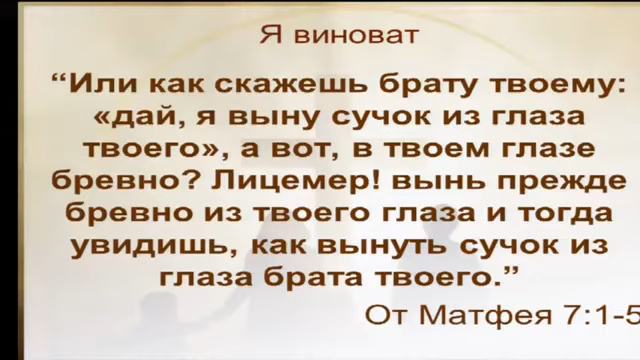 Я виноват
“Или как скажешь брату твоему:
«дай, я выну сучок из глаза
твоего», а вот, в твоем глазе
бревно? Лицемер! вынь прежде
бревно из твоего глаза и тогда
увидишь, как вынуть сучок из
глаза брата твоего.”
От Матфея 7:1-5